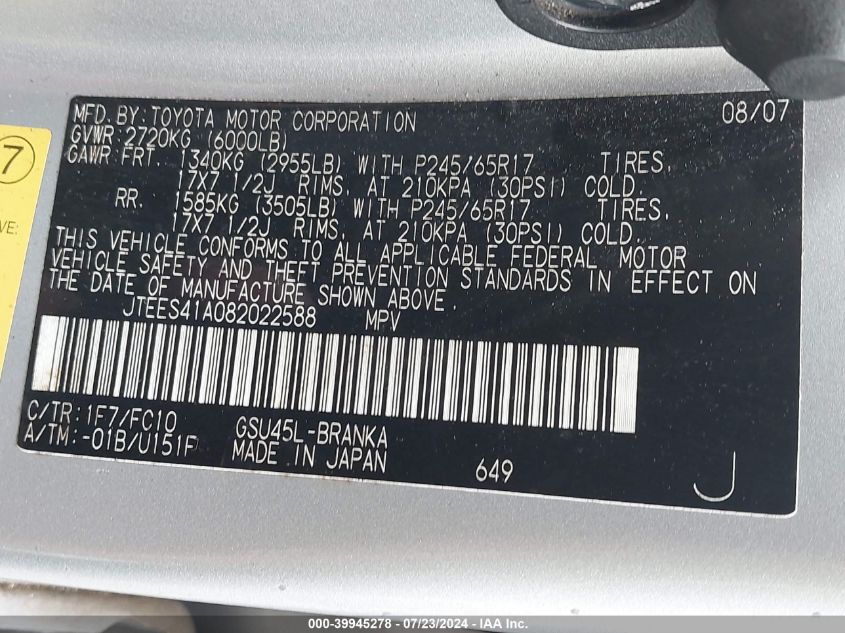 MFD. BY: TOYOTA MOTOR CORPORATION 08/07
GVWR: 2720KG (6000LB)
GAWR: FRT. 1340KG (2955LB) WITH P245/65R17 TIRES,
17X7 1/2J RIMS, AT 210KPA (30PSI) COLD.
RR. 1585KG (3505LB) WITH P245/65R17 TIRES,
17X7 1/2J RIMS, AT 210KPA (30PSI) COLD.
THIS VEHICLE CONFORMS TO ALL APPLICABLE FEDERAL MOTOR
VEHICLE SAFETY AND THEFT PREVENTION STANDARDS IN EFFECT ON
THE DATE OF MANUFACTURE SHOWN ABOVE.
JTEES41A082022588 MPV
C/TR: 1F7/FC10 GSU45L-BRANKA
A/TM: -01B/U151F MADE IN JAPAN 649 J
7
VE:
000-39945278 - 07/23/2024 - IAA Inc.